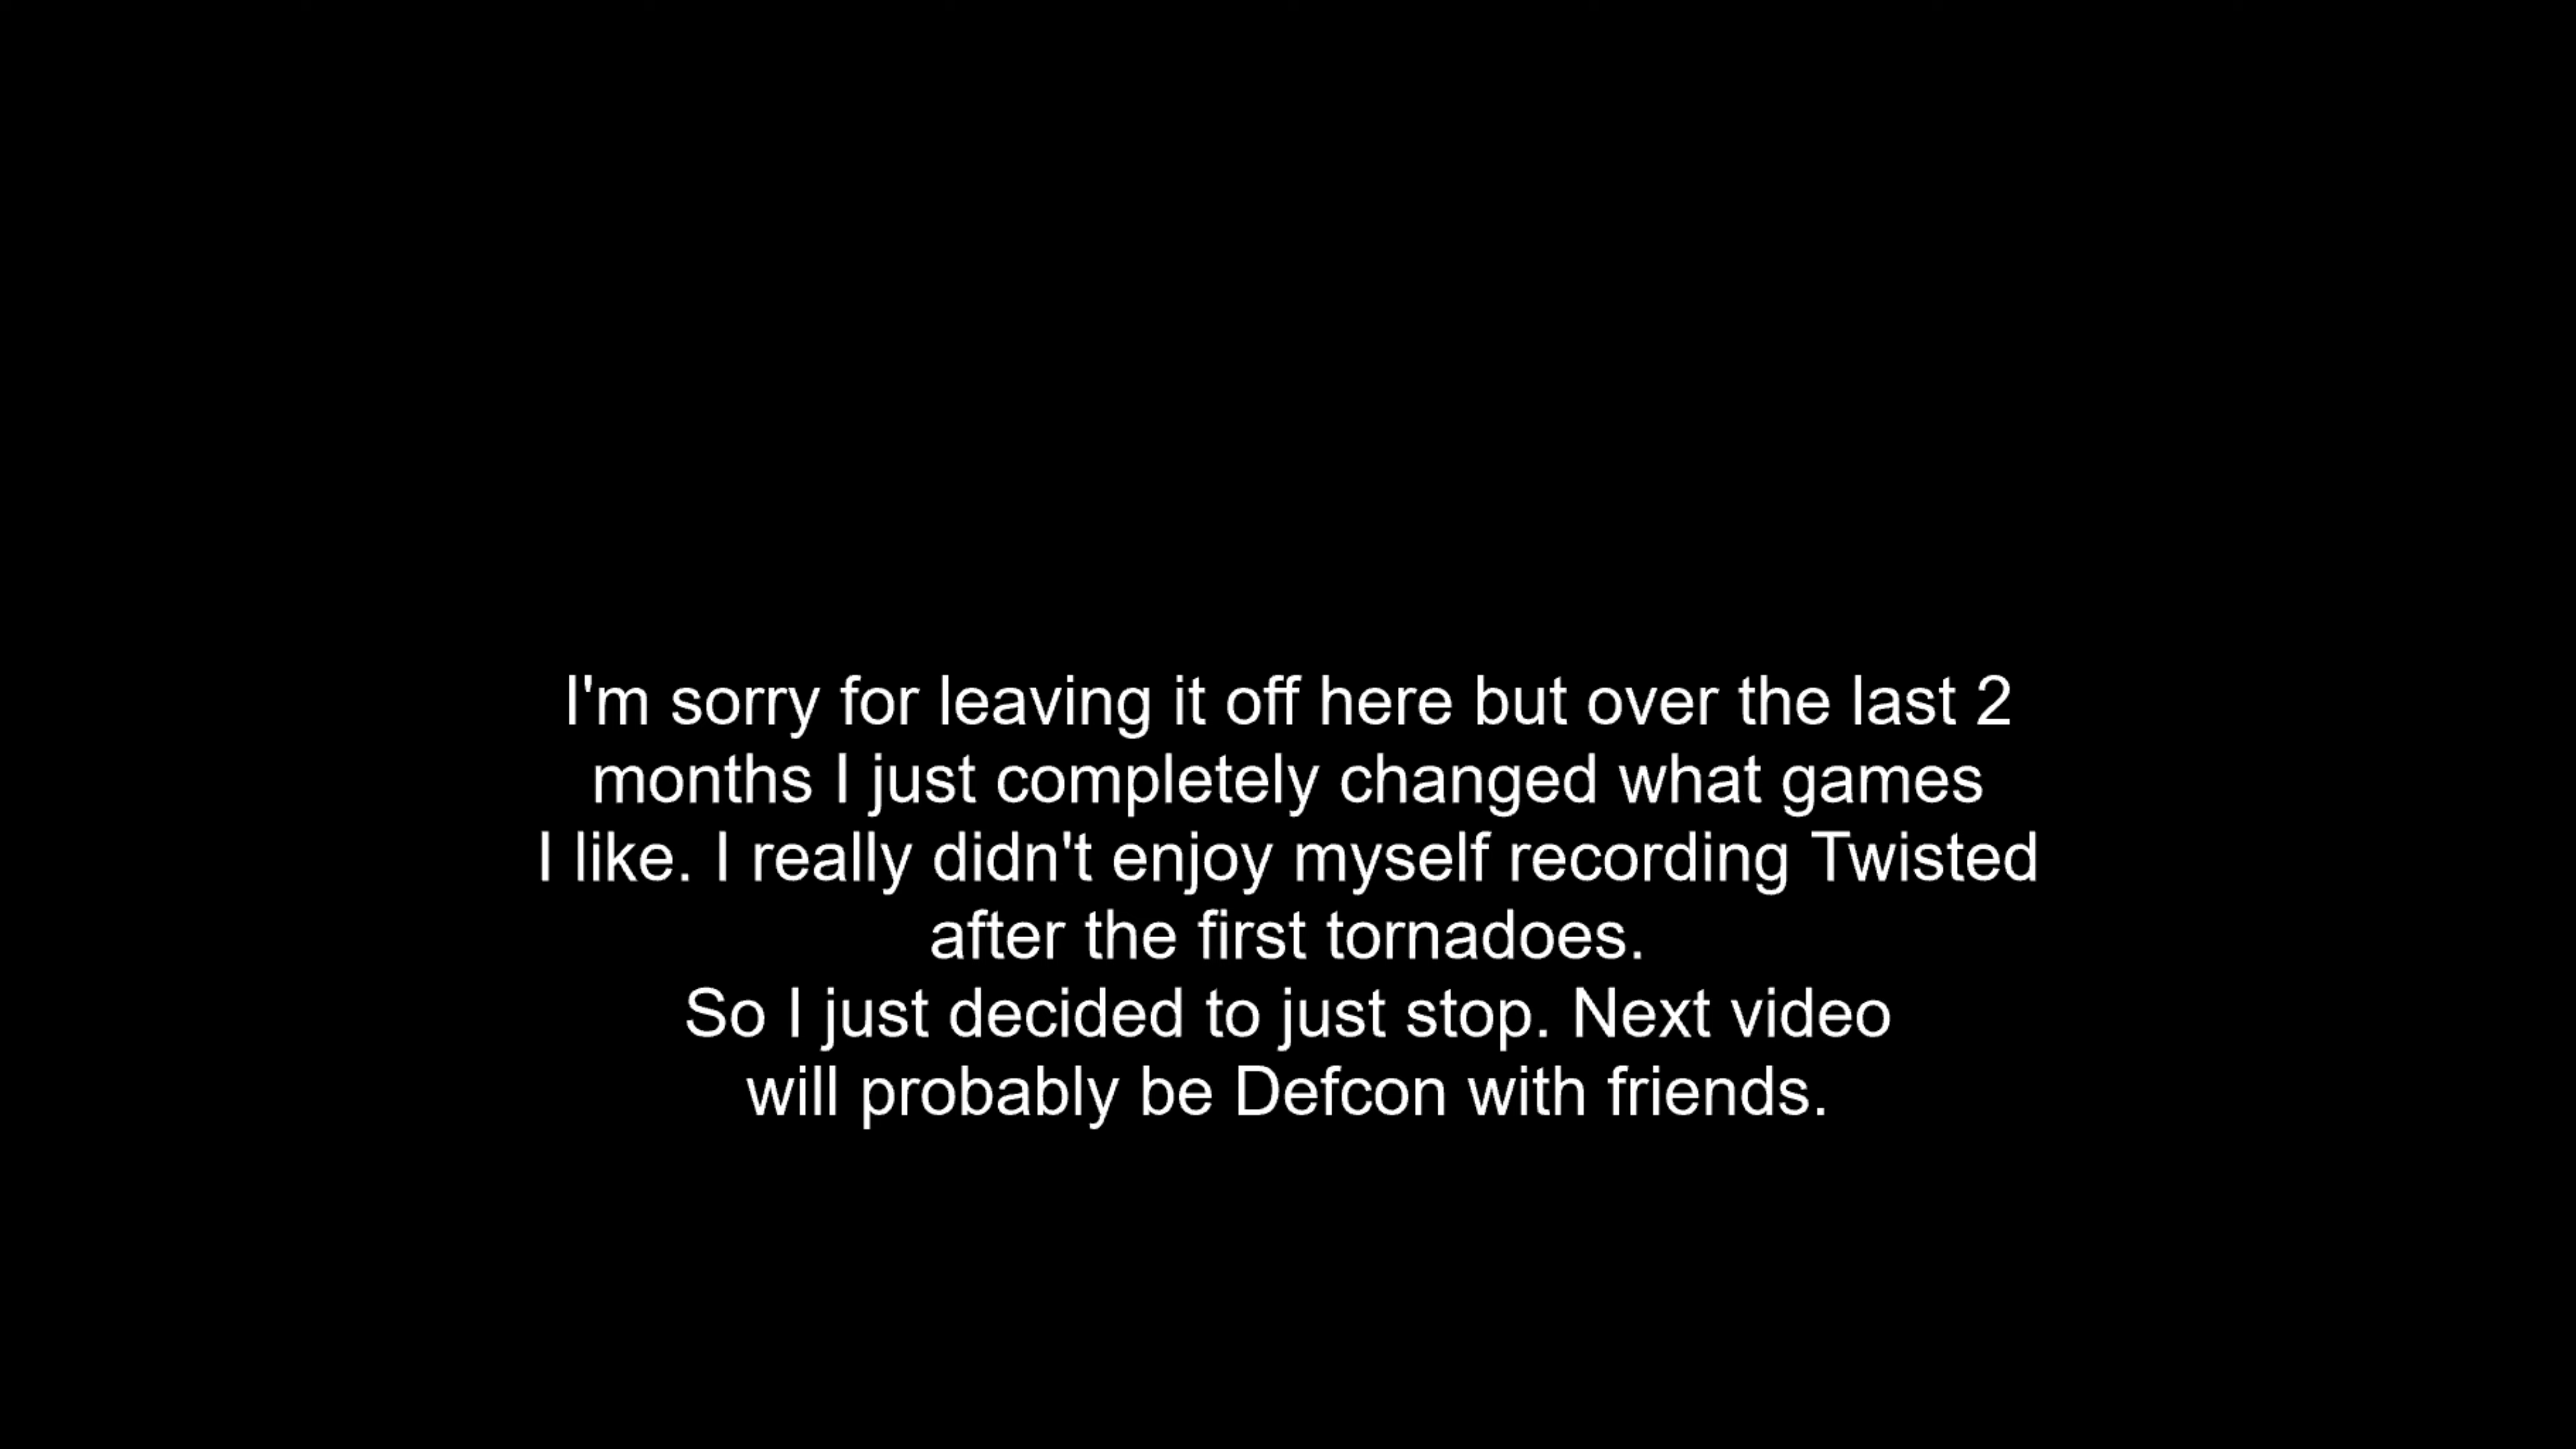 I'm sorry for leaving it off here but over the last 2
months I just completely changed what games
I like. I really didn't enjoy myself recording Twisted
after the first tornadoes.
So I just decided to just stop. Next video
will probably be Defcon with friends.